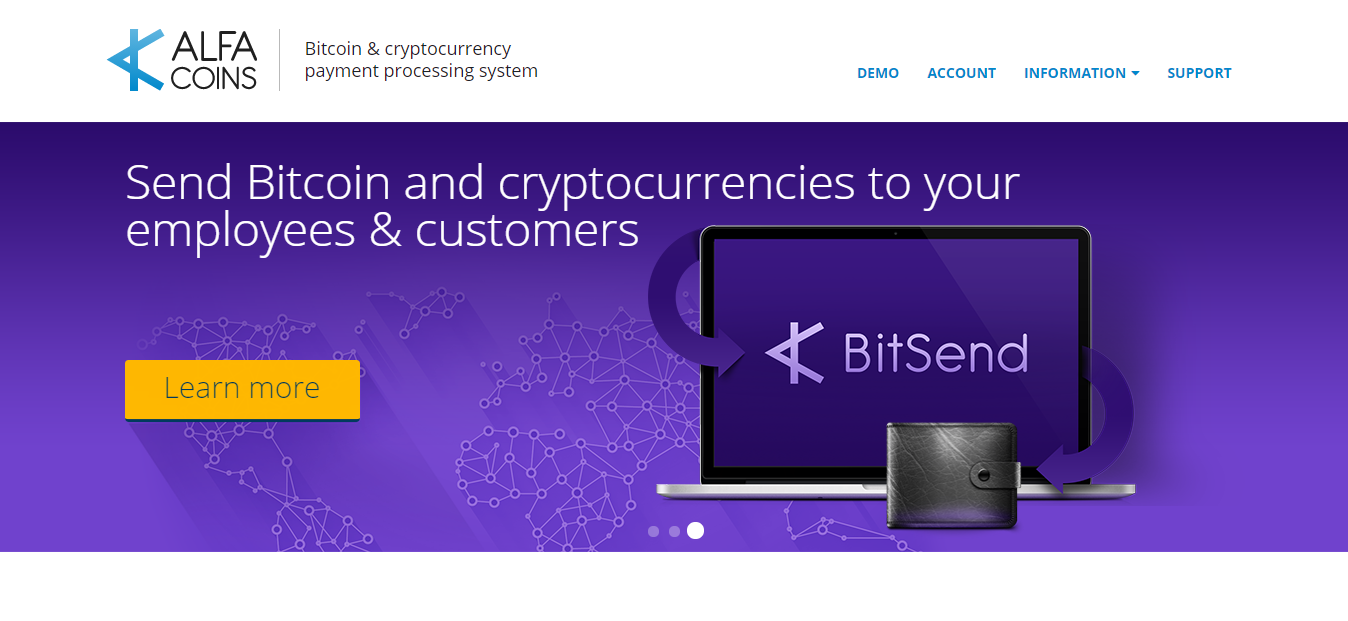 ALFA
COINS
Bitcoin & cryptocurrency
payment processing system
DEMO
ACCOUNT
INFORMATION
SUPPORT
Send Bitcoin and cryptocurrencies to your
employees & customers
BitSend
Learn more